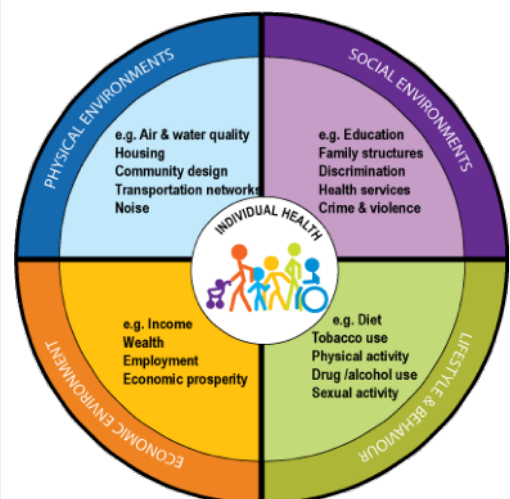 PHYSICAL ENVIRONMENTS
e.g. Air & water quality
Housing
Community design
Transportation networks
Noise
SOCIAL ENVIRONMENTS
e.g. Education
Family structures
Discrimination
Health services
Crime & violence
INDIVIDUAL HEALTH
ECONOMIC ENVIRONMENT
e.g. Income
Wealth
Employment
Economic prosperity
LIFESTYLE & BEHAVIOUR
e.g. Diet
Tobacco use
Physical activity
Drug /alcohol use
Sexual activity